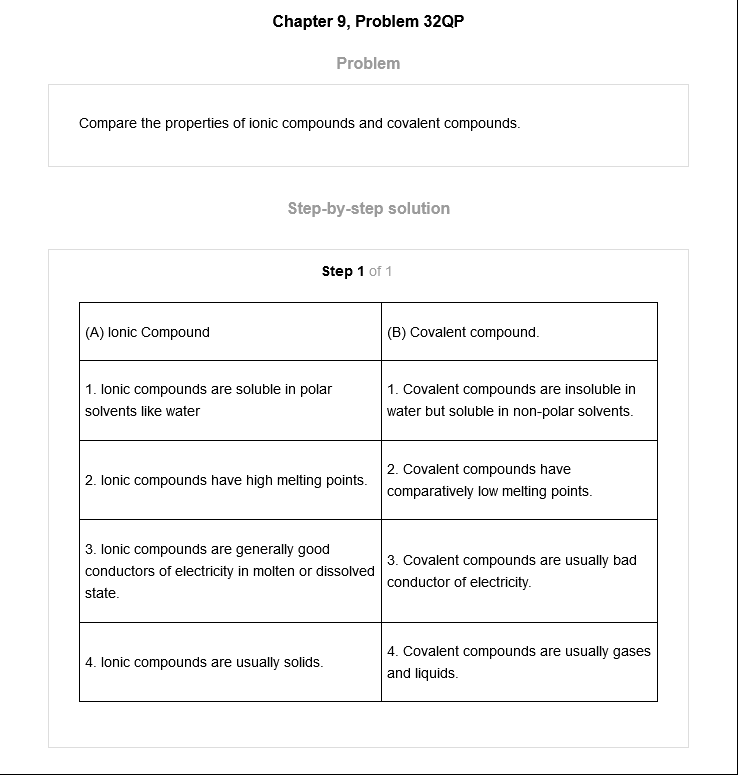 Chapter 9, Problem 32QP
Problem
Compare the properties of ionic compounds and covalent compounds.
Step-by-step solution
Step 1 of 1
(A) Ionic Compound
(B) Covalent compound.
1. Ionic compounds are soluble in polar
solvents like water
1. Covalent compounds are insoluble in
water but soluble in non-polar solvents.
2. Ionic compounds have high melting points.
2. Covalent compounds have
comparatively low melting points.
3. Ionic compounds are generally good
conductors of electricity in molten or dissolved
state.
3. Covalent compounds are usually bad
conductor of electricity.
4. Ionic compounds are usually solids.
4. Covalent compounds are usually gases
and liquids.